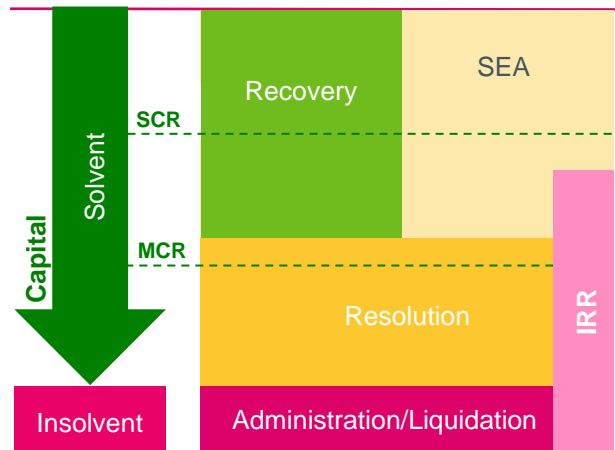 Recovery
SEA
SCR
Solvent
Capital
MCR
IRR
Resolution
Insolvent
Administration/Liquidation